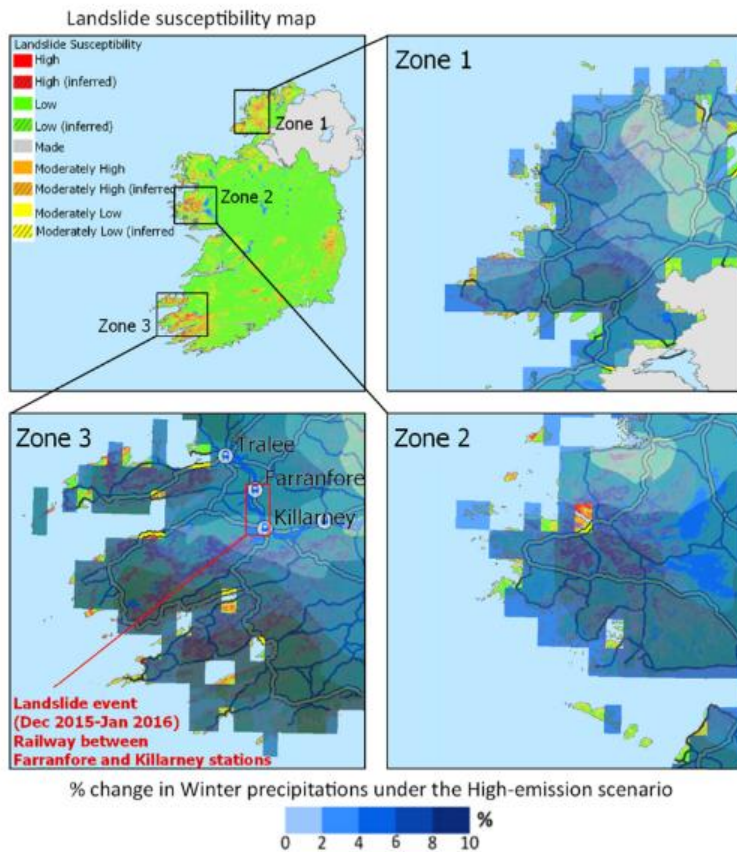 Landslide susceptibility map
Landslide Susceptibility
High
High (inferred)
Low
Low (inferred)
Made
Moderately High
Moderately High (inferred
Moderately Low
Moderately Low (inferred
Zone 1
Zone 2
Zone 3
Zone 1
Zone 3
Tralee
Farranfore
Killarney
Landslide event
(Dec 2015-Jan 2016)
Railway between
Farranfore and Killarney stations
Zone 2
% change in Winter precipitations under the High-emission scenario
%
0 2 4 6 8 10